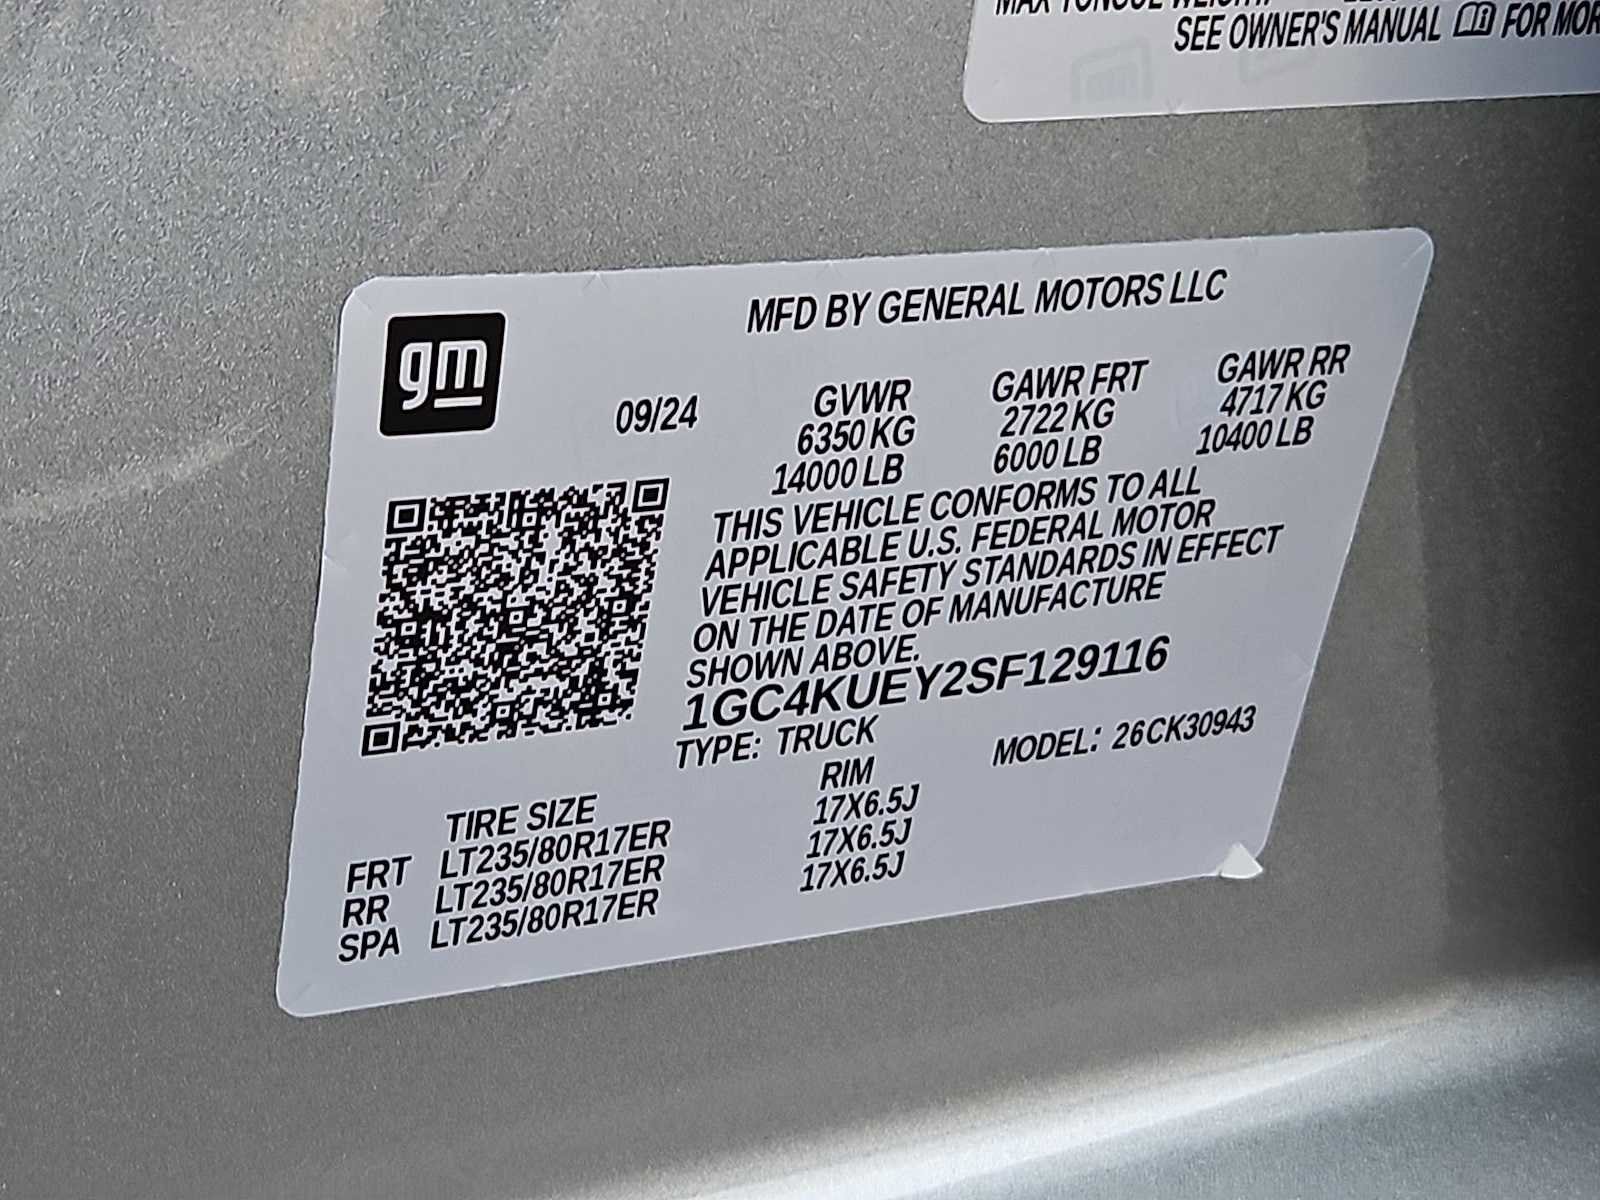 SEE OWNER'S MANUAL FOR MOR
gm
MFD BY GENERAL MOTORS LLC
09/24 GVWR GAWR FRT GAWR RR
6350 KG 2722 KG 4717 KG
14000 LB 6000 LB 10400 LB
THIS VEHICLE CONFORMS TO ALL
APPLICABLE U.S. FEDERAL MOTOR
VEHICLE SAFETY STANDARDS IN EFFECT
ON THE DATE OF MANUFACTURE
SHOWN ABOVE.
1GC4KUEY2SF129116
TYPE: TRUCK MODEL: 26CK30943
TIRE SIZE RIM
FRT LT235/80R17ER 17X6.5J
RR LT235/80R17ER 17X6.5J
SPA LT235/80R17ER 17X6.5J